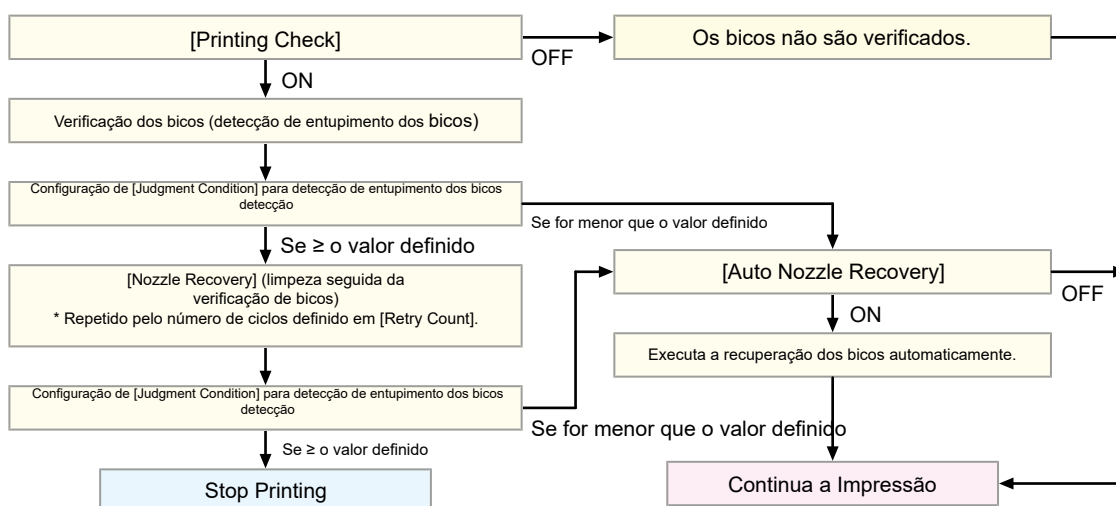 [Printing Check]
OFF
Os bicos não são verificados.
ON
Verificação dos bicos (detecção de entupimento dos bicos)
Configuração de [Judgment Condition] para detecção de entupimento dos bicos
detecção
Se for menor que o valor definido
Se ≥ o valor definido
[Nozzle Recovery] (limpeza seguida da
verificação de bicos)
* Repetido pelo número de ciclos definido em [Retry Count].
[Auto Nozzle Recovery]
OFF
ON
Executa a recuperação dos bicos automaticamente.
Configuração de [Judgment Condition] para detecção de entupimento dos bicos
detecção
Se for menor que o valor definido
Se ≥ o valor definido
Stop Printing
Continua a Impressão